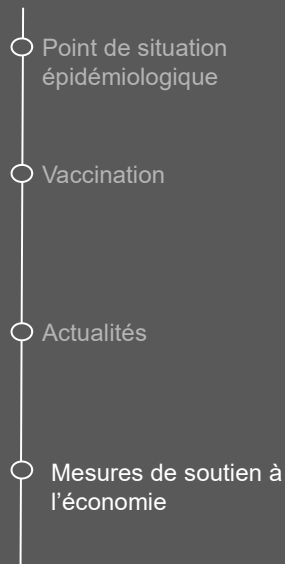 Point de situation
épidémiologique
Vaccination
Actualités
Mesures de soutien à
l'économie